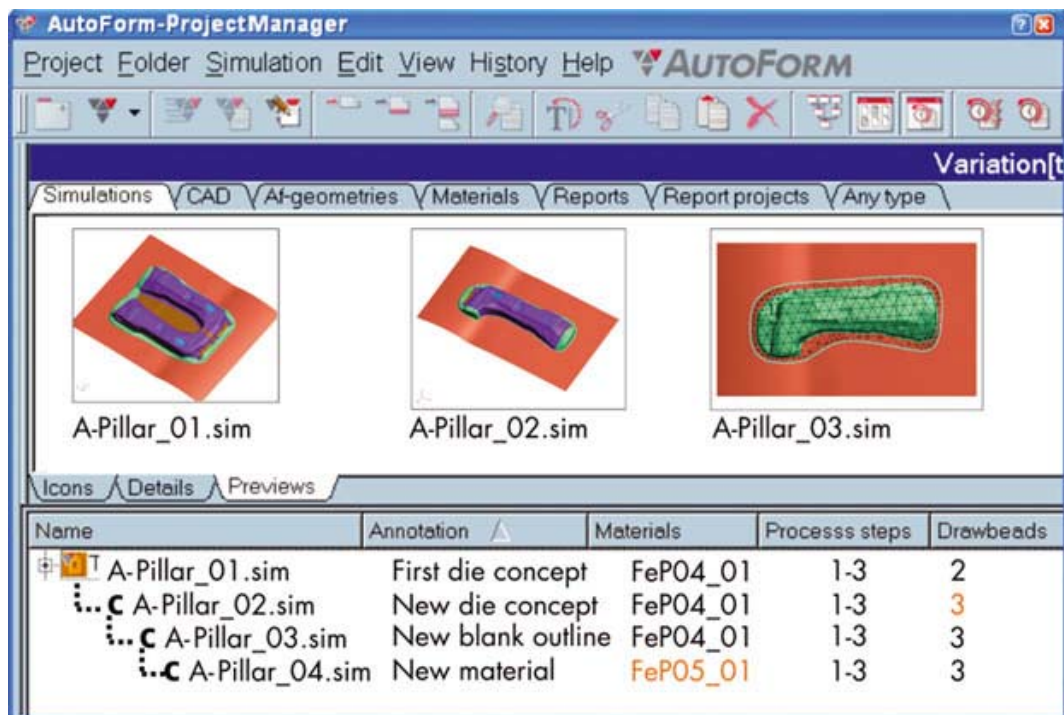 AutoForm-ProjectManager
Project Folder Simulation Edit View History Help AUTOFORM
Variation[t
Simulations CAD Af-geometries Materials Reports Report projects Any type
A-Pillar_01.sim A-Pillar_02.sim A-Pillar_03.sim
Icons Details Previews
Name Annotation Materials Processs steps Drawbeads
T A-Pillar_01.sim First die concept FeP04_01 1-3 2
C A-Pillar_02.sim New die concept FeP04_01 1-3 3
C A-Pillar_03.sim New blank outline FeP04_01 1-3 3
C A-Pillar_04.sim New material FeP05_01 1-3 3